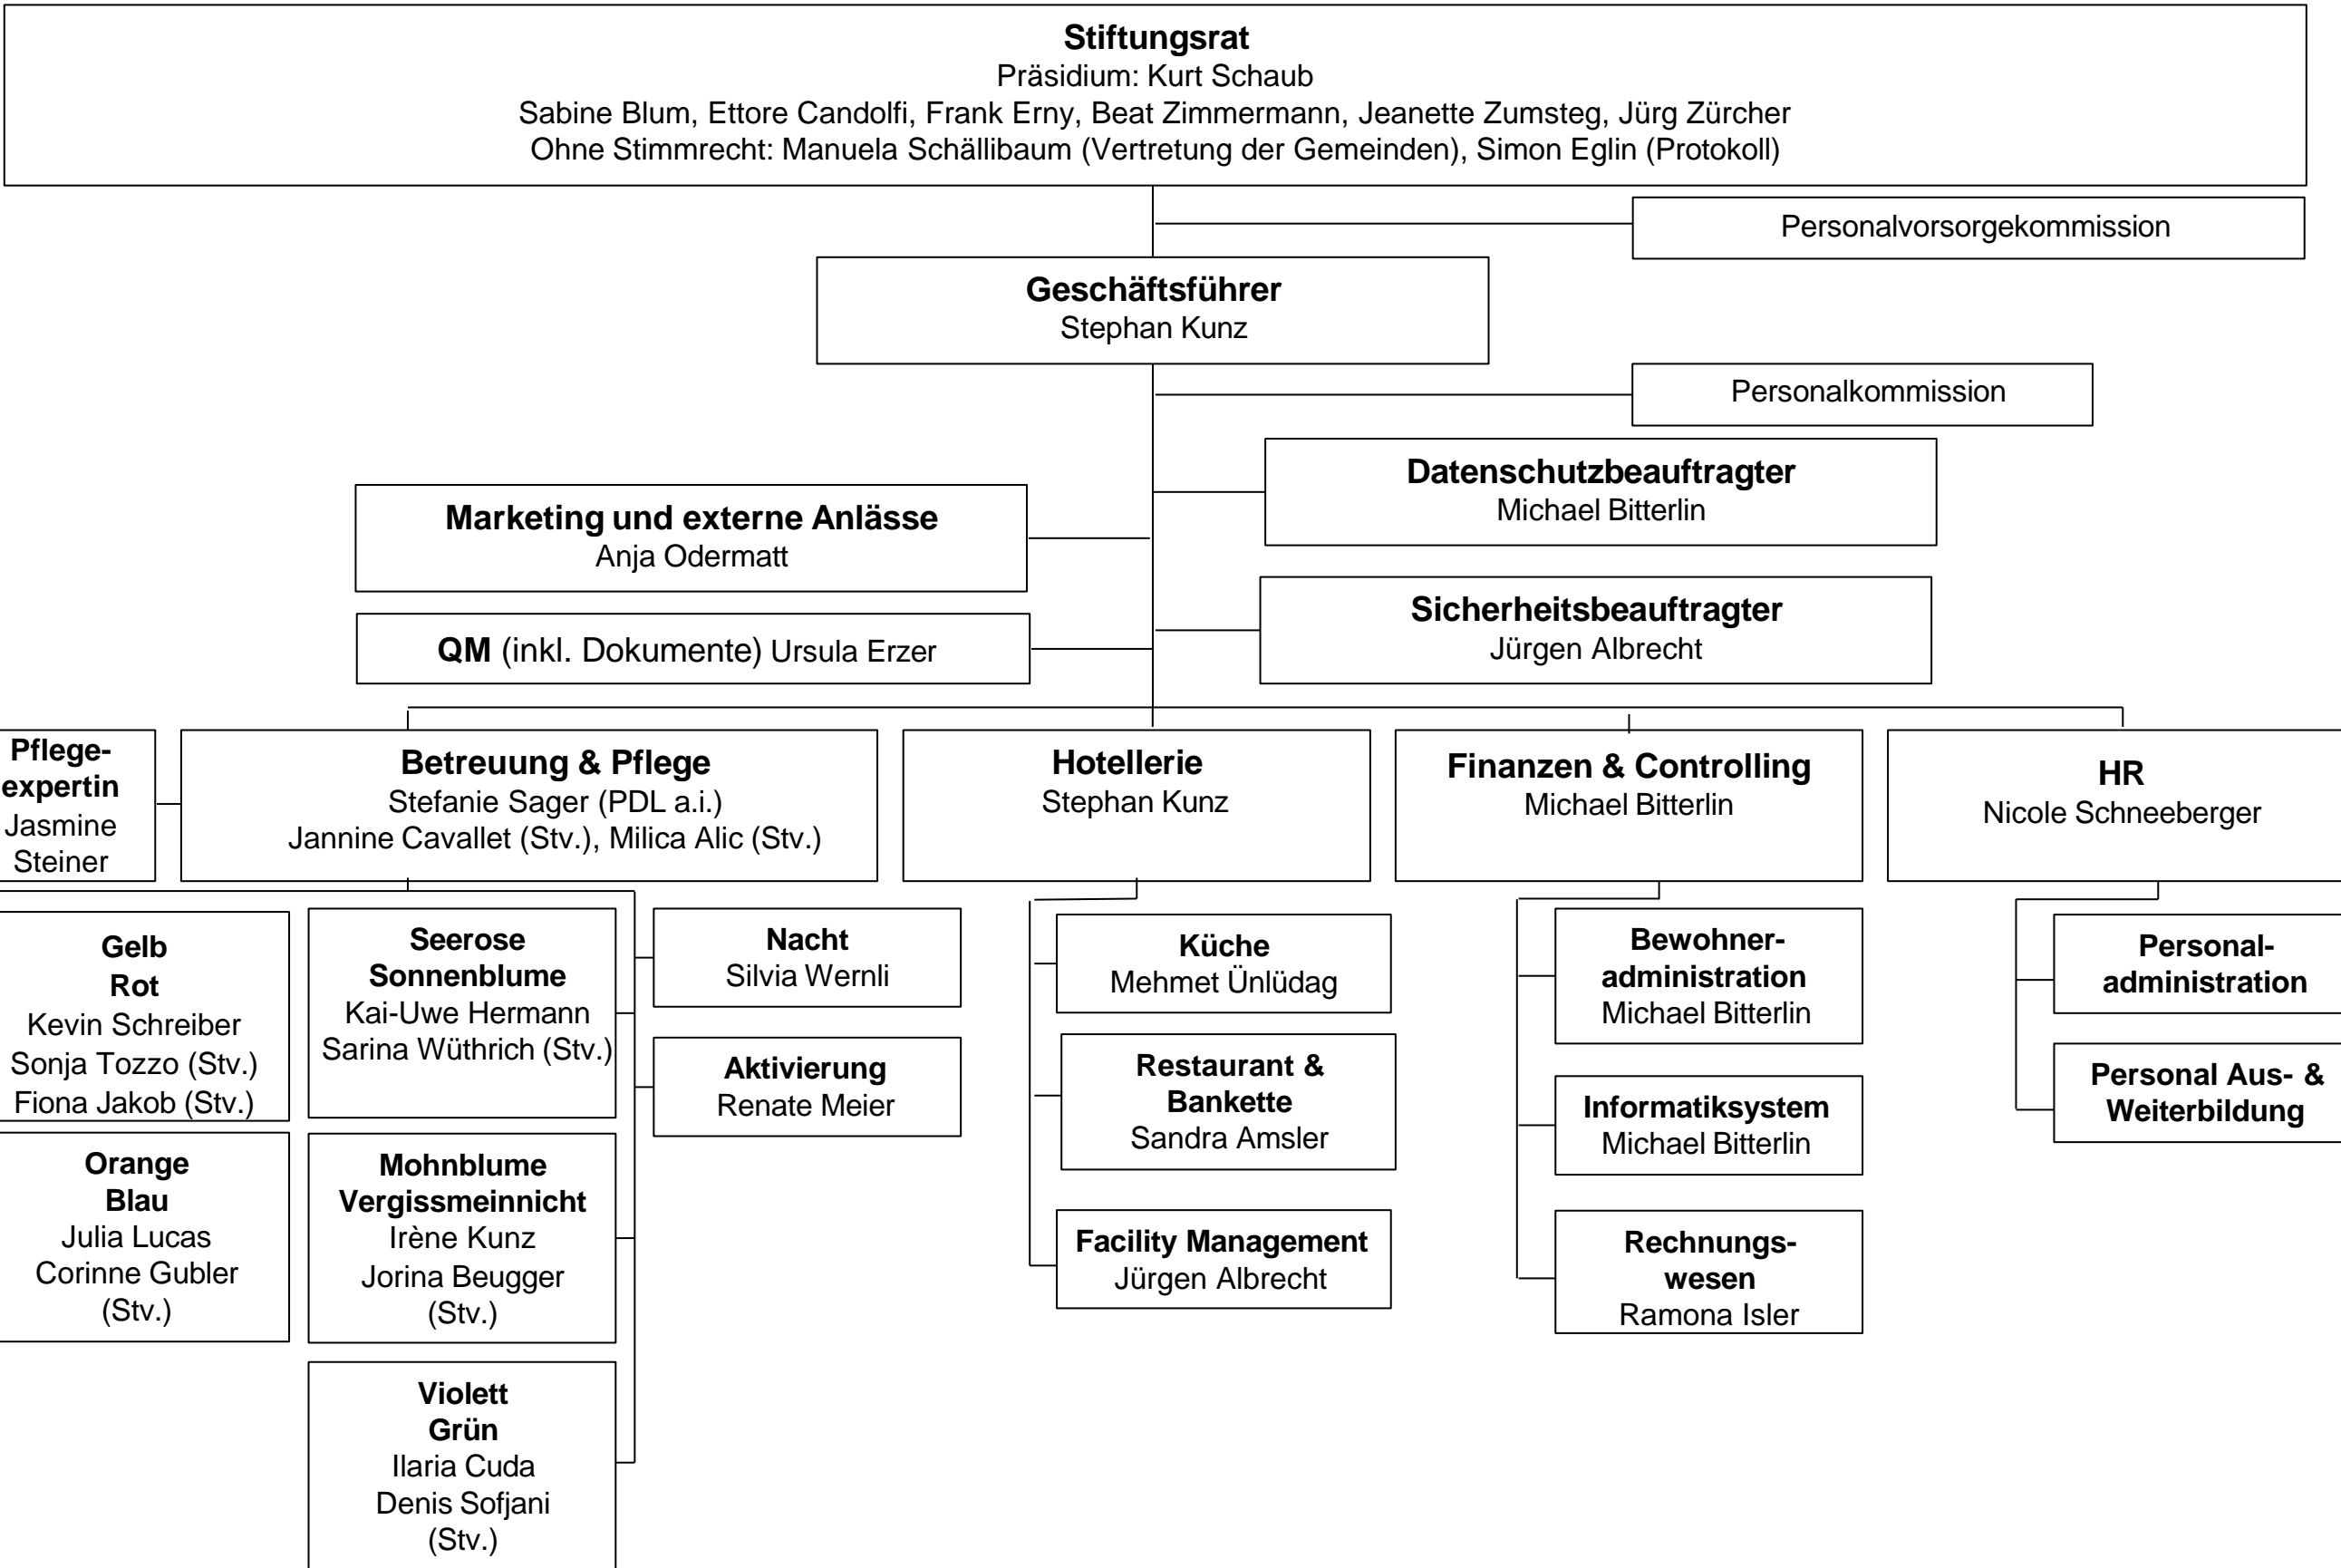 Stiftungsrat
Präsidium: Kurt Schaub
Sabine Blum, Ettore Candolfi, Frank Erny, Beat Zimmermann, Jeanette Zumsteg, Jürg Zürcher
Ohne Stimmrecht: Manuela Schällibaum (Vertretung der Gemeinden), Simon Eglin (Protokoll)
Personalvorsorgekommission
Geschäftsführer
Stephan Kunz
Personalkommission
Datenschutzbeauftragter
Michael Bitterlin
Marketing und externe Anlässe
Anja Odermatt
Sicherheitsbeauftragter
Jürgen Albrecht
QM (inkl. Dokumente) Ursula Erzer
Pflege-
expertin
Jasmine
Steiner
Betreuung & Pflege
Stefanie Sager (PDL a.i.)
Jannine Cavallet (Stv.), Milica Alic (Stv.)
Hotellerie
Stephan Kunz
Finanzen & Controlling
Michael Bitterlin
HR
Nicole Schneeberger
Gelb
Rot
Kevin Schreiber
Sonja Tozzo (Stv.)
Fiona Jakob (Stv.)
Orange
Blau
Julia Lucas
Corinne Gubler
(Stv.)
Seerose
Sonnenblume
Kai-Uwe Hermann
Sarina Wüthrich (Stv.)
Mohnblume
Vergissmeinnicht
Irène Kunz
Jorina Beugger
(Stv.)
Violett
Grün
Ilaria Cuda
Denis Sofjani
(Stv.)
Nacht
Silvia Wernli
Aktivierung
Renate Meier
Küche
Mehmet Ünlüdag
Restaurant &
Bankette
Sandra Amsler
Facility Management
Jürgen Albrecht
Bewohner-
administration
Michael Bitterlin
Informatiksystem
Michael Bitterlin
Rechnungs-
wesen
Ramona Isler
Personal-
administration
Personal Aus- &
Weiterbildung